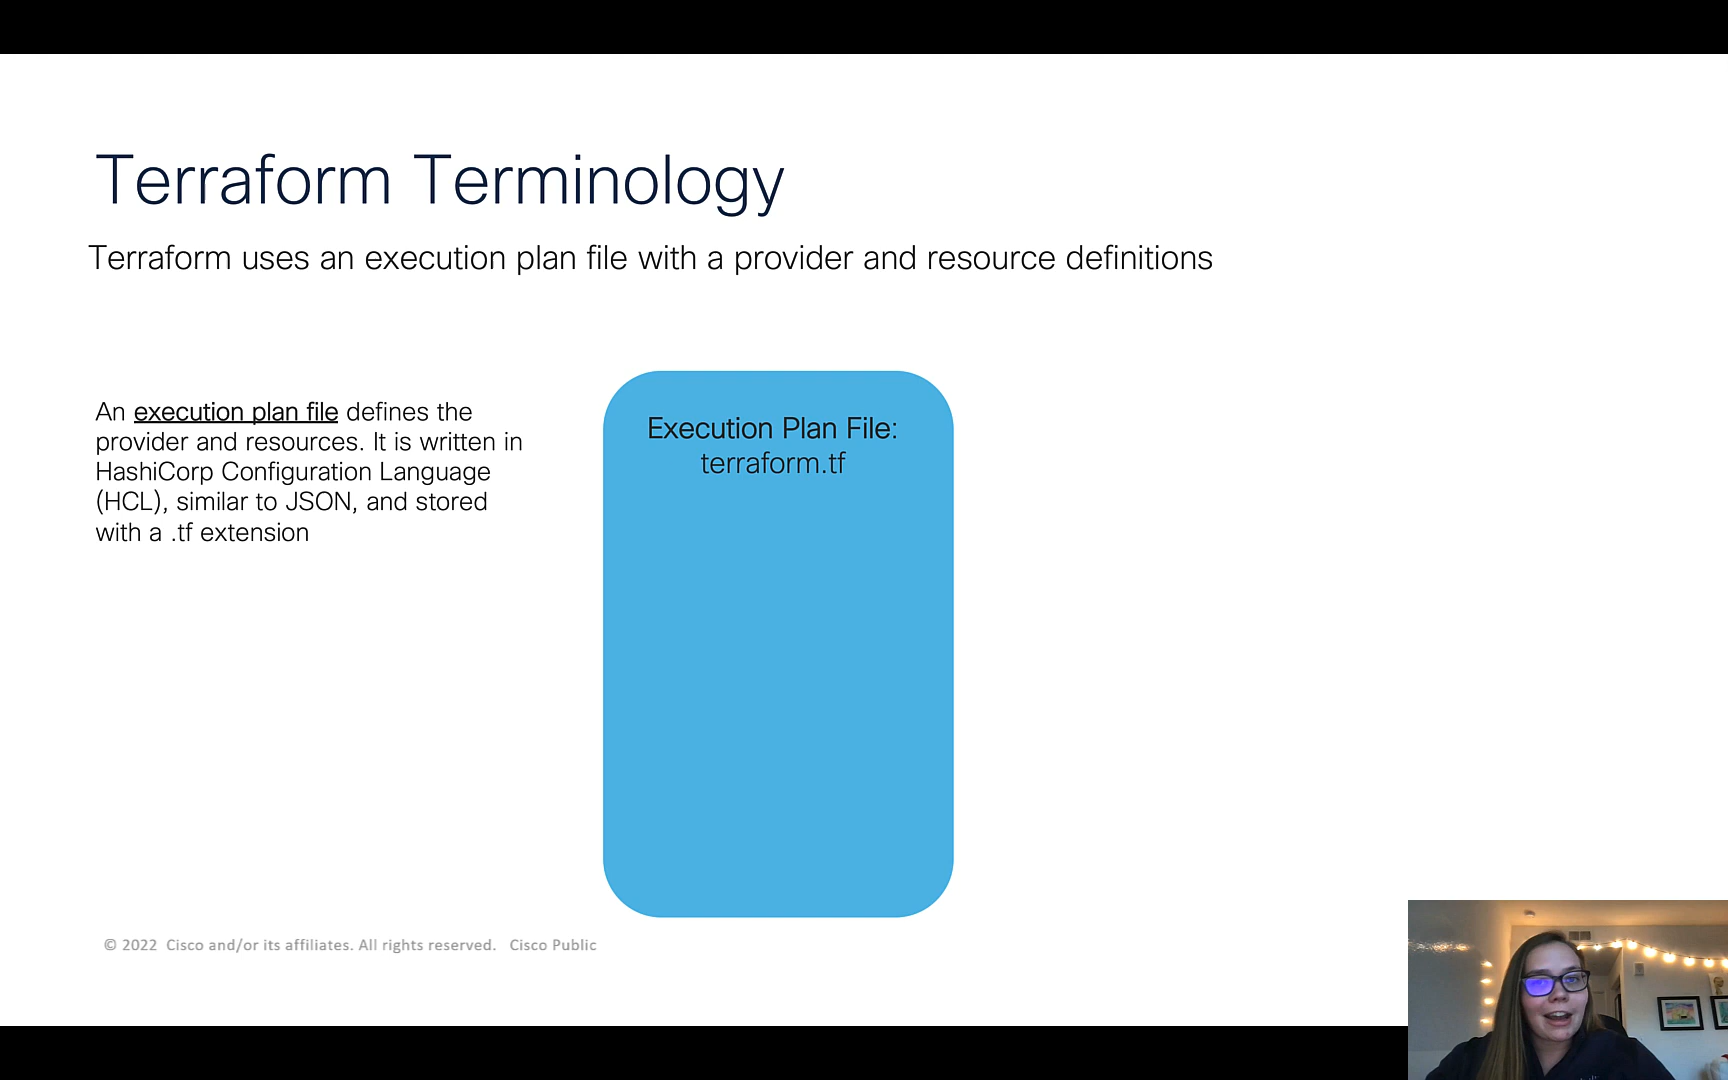 Terraform Terminology
Terraform uses an execution plan file with a provider and resource definitions
An execution plan file defines the
provider and resources. It is written in
HashiCorp Configuration Language
(HCL), similar to JSON, and stored
with a .tf extension
Execution Plan File:
terraform.tf
© 2022 Cisco and/or its affiliates. All rights reserved. Cisco Public